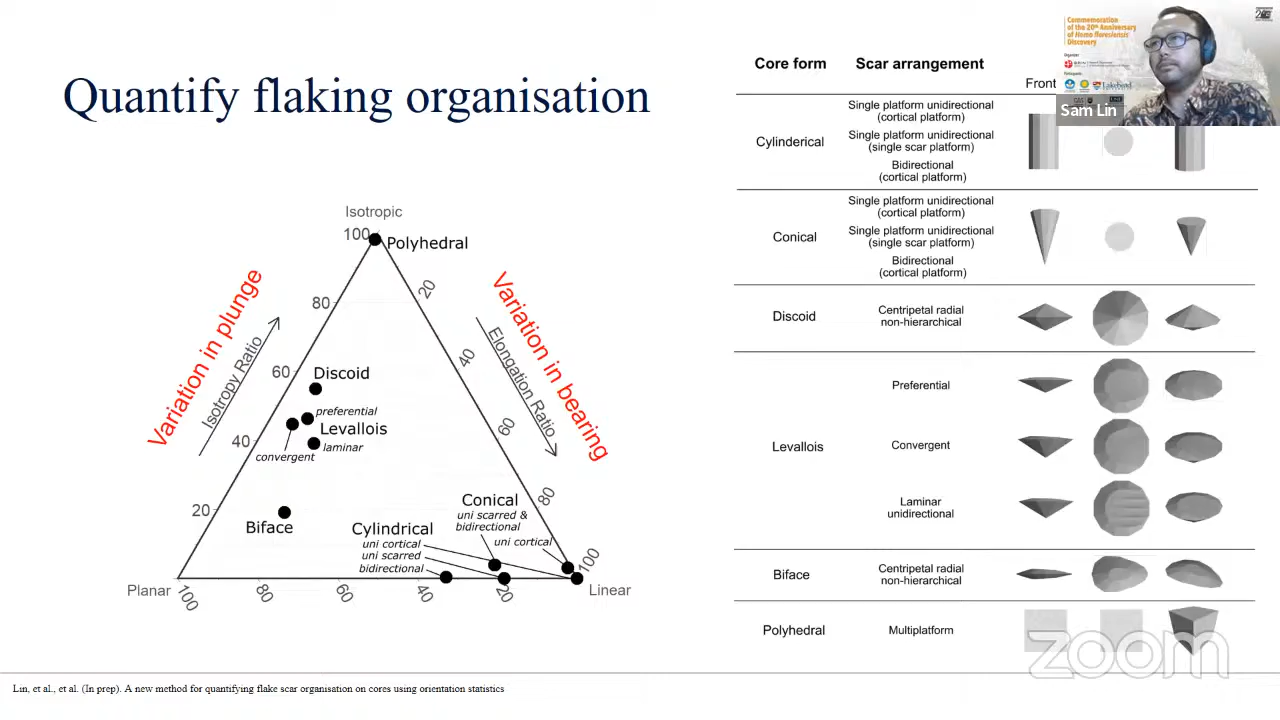 Quantify flaking organisation
Isotropic
100
Polyhedral
Variation in plunge
Isotropy Ratio
Variation in bearing
Elongation Ratio
20
80
40
60
Discoid
preferential
Levallois
laminar
convergent
40
60
20
Biface
Conical
uni scarred &
bidirectional
uni cortical
80
Cylindrical
uni cortical
uni scarred
bidirectional
100
Planar
100
80
60
40
20
Linear
Core form
Scar arrangement
Front
Cylinderical
Single platform unidirectional
(cortical platform)
Single platform unidirectional
(single scar platform)
Bidirectional
(cortical platform)
Conical
Single platform unidirectional
(cortical platform)
Single platform unidirectional
(single scar platform)
Bidirectional
(cortical platform)
Discoid
Centripetal radial
non-hierarchical
Levallois
Preferential
Convergent
Laminar
unidirectional
Biface
Centripetal radial
non-hierarchical
Polyhedral
Multiplatform
Commemoration
of the 20th Anniversary
of Homo floresiensis
Discovery
Lakehead
Sam Lin
zoom
Lin, et al., et al. (In prep). A new method for quantifying flake scar organisation on cores using orientation statistics